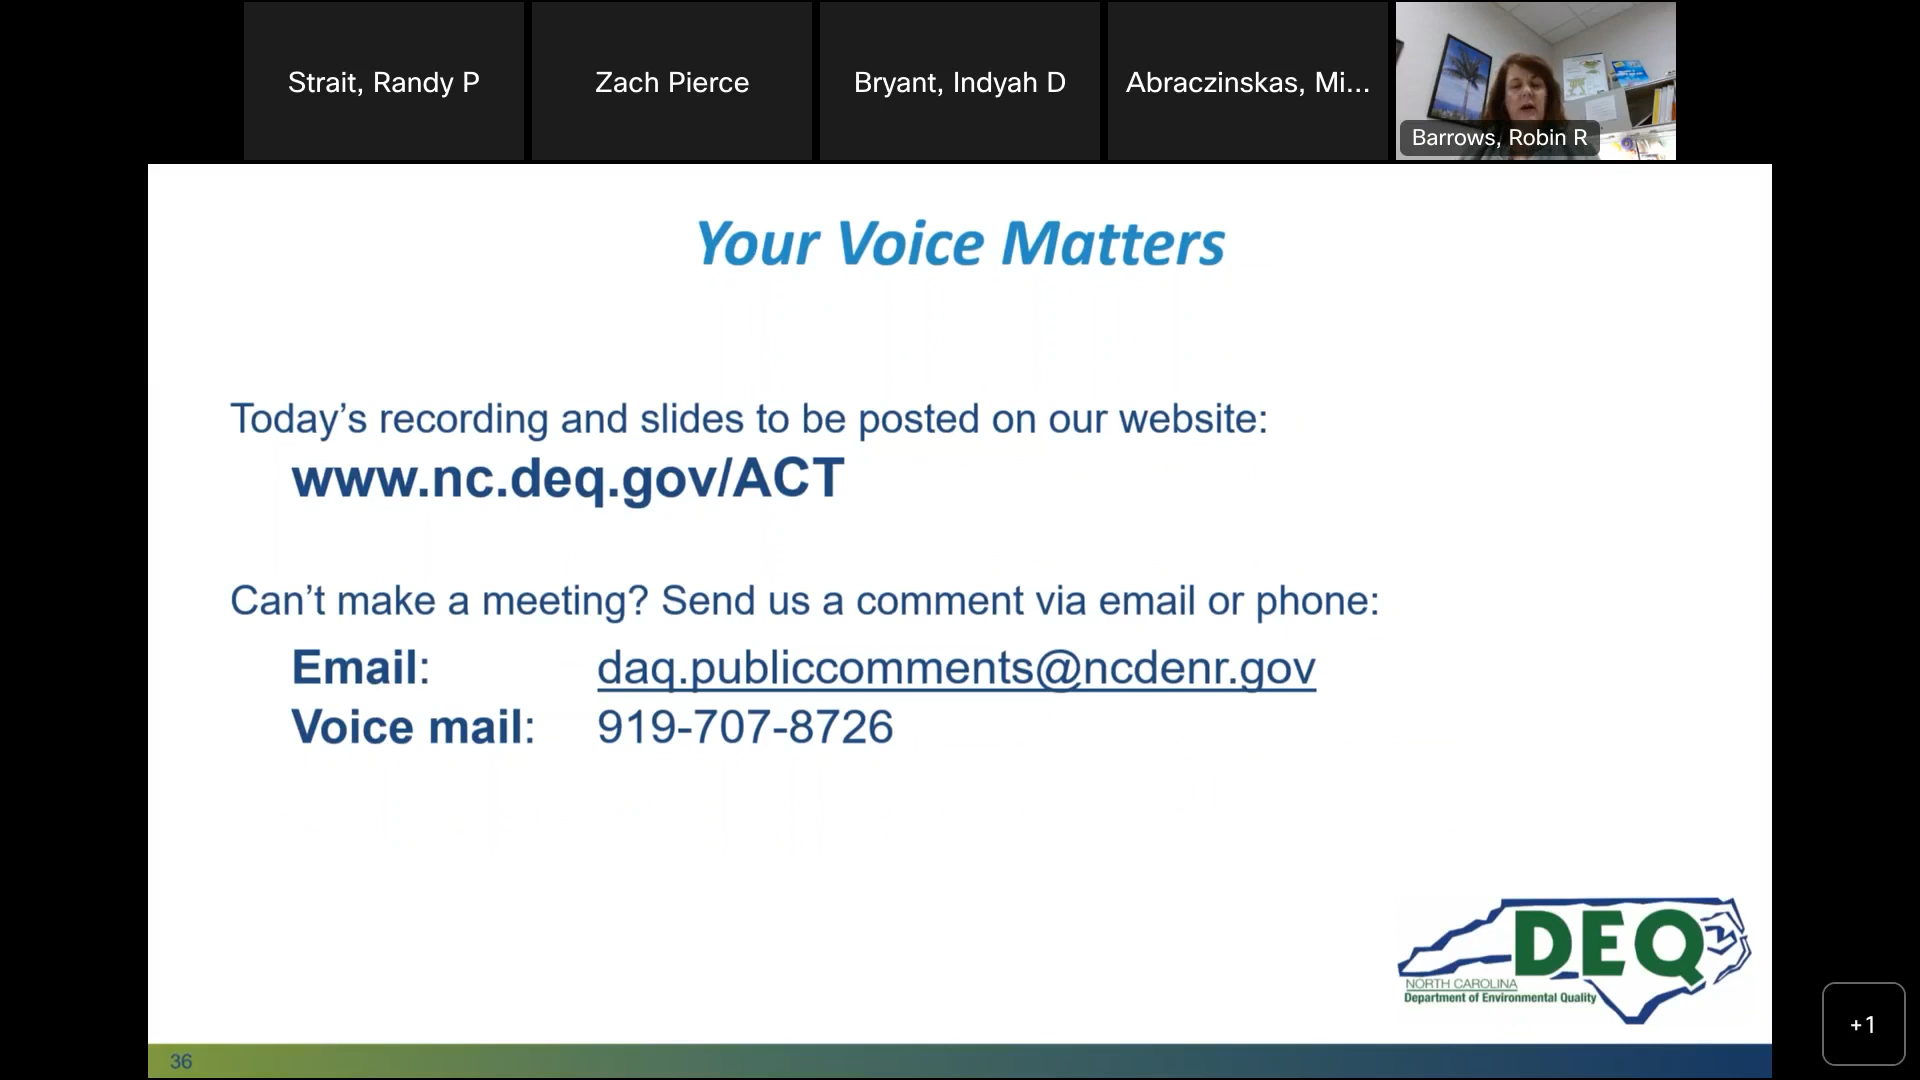 Strait, Randy P
Zach Pierce
Bryant, Indyah D
Abraczinskas, Mi...
Barrows, Robin R
Your Voice Matters
Today’s recording and slides to be posted on our website:
www.nc.deq.gov/ACT
Can’t make a meeting? Send us a comment via email or phone:
Email: daq.publiccomments@ncdenr.gov
Voice mail: 919-707-8726
DEQ
NORTH CAROLINA
Department of Environmental Quality
36
+1